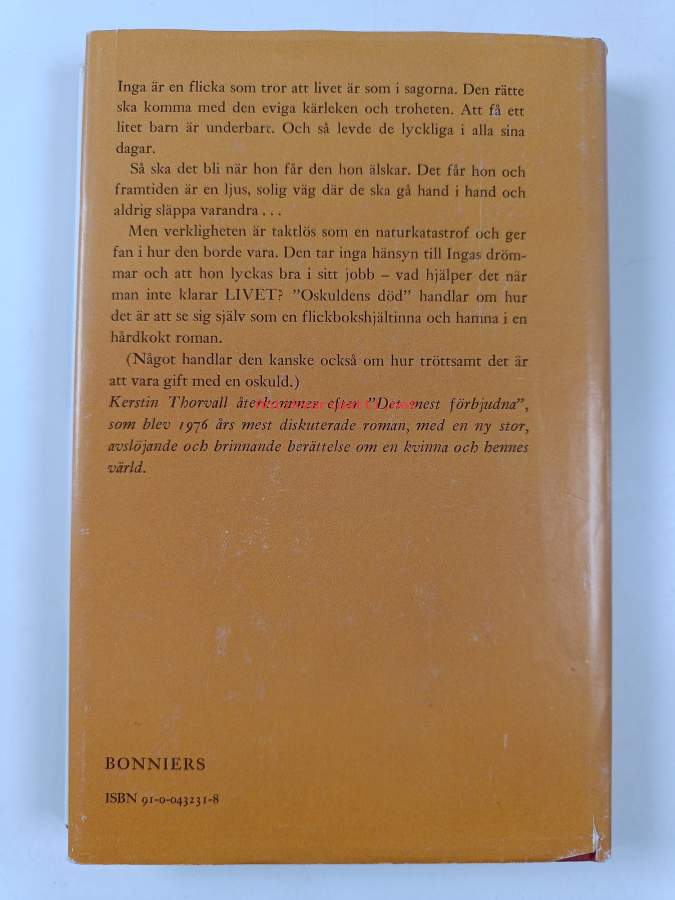 Inga är en flicka som tror att livet är som i sagorna. Den rätte
ska komma med den eviga kärleken och troheten. Att få ett
litet barn är underbart. Och så levde de lyckliga i alla sina
dagar.
Så ska det bli när hon får den hon älskar. Det får hon och
framtiden är en ljus, solig väg där de ska gå hand i hand och
aldrig släppa varandra . . .
Men verkligheten är taktlös som en naturkatastrof och ger
fan i hur den borde vara. Den tar inga hänsyn till Ingas dröm-
mar och att hon lyckas bra i sitt jobb – vad hjälper det när
man inte klarar LIVET? ”Oskuldens död” handlar om hur
det är att se sig själv som en flickbokshjältinna och hamna i en
hårdkokt roman.
(Något handlar den kanske också om hur tröttsamt det är
att vara gift med en oskuld.)
Kerstin Thorvall återkommer efter ”Det mest förbjudna”,
som blev 1976 års mest diskuterade roman, med en ny stor,
avslöjande och brinnande berättelse om en kvinna och hennes
värld.
BONNIERS
ISBN 91-0-043231-8